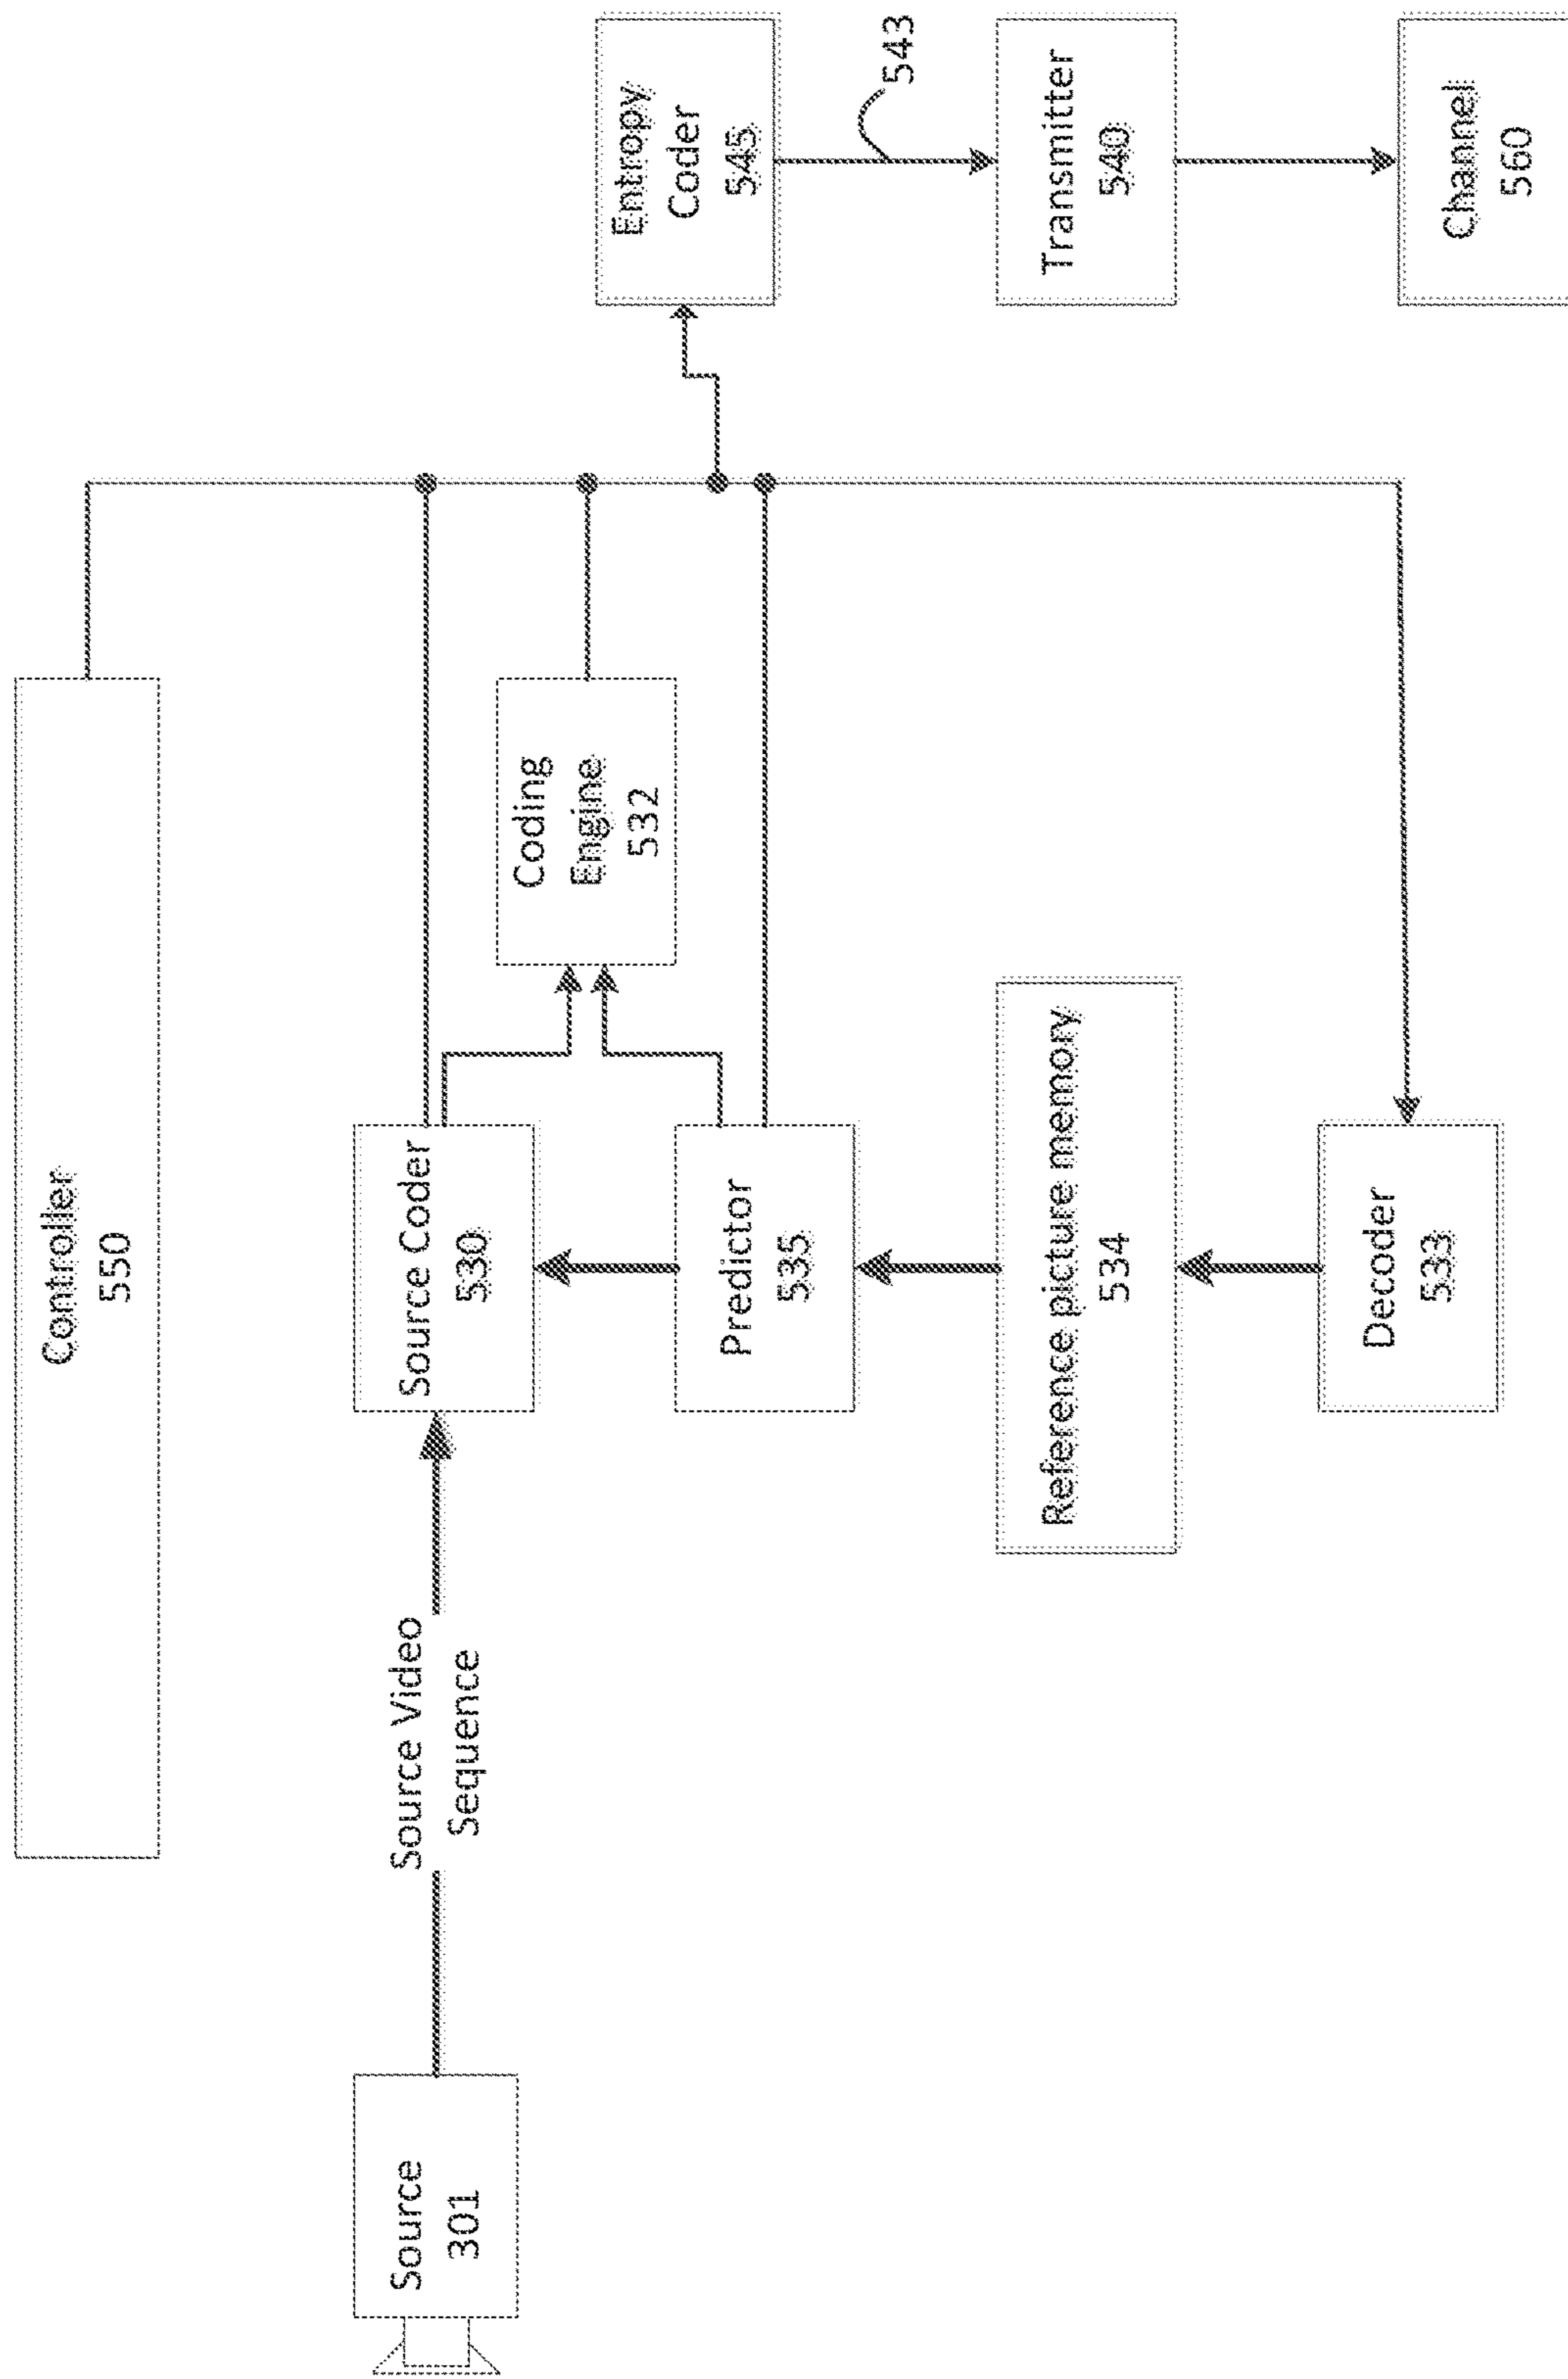 Controller
550
Source
301
Source Video
Sequence
Source Coder
530
Coding
Engine
532
Predictor
535
Reference picture memory
534
Decoder
533
Entropy
Coder
545
543
Transmitter
540
Channel
560